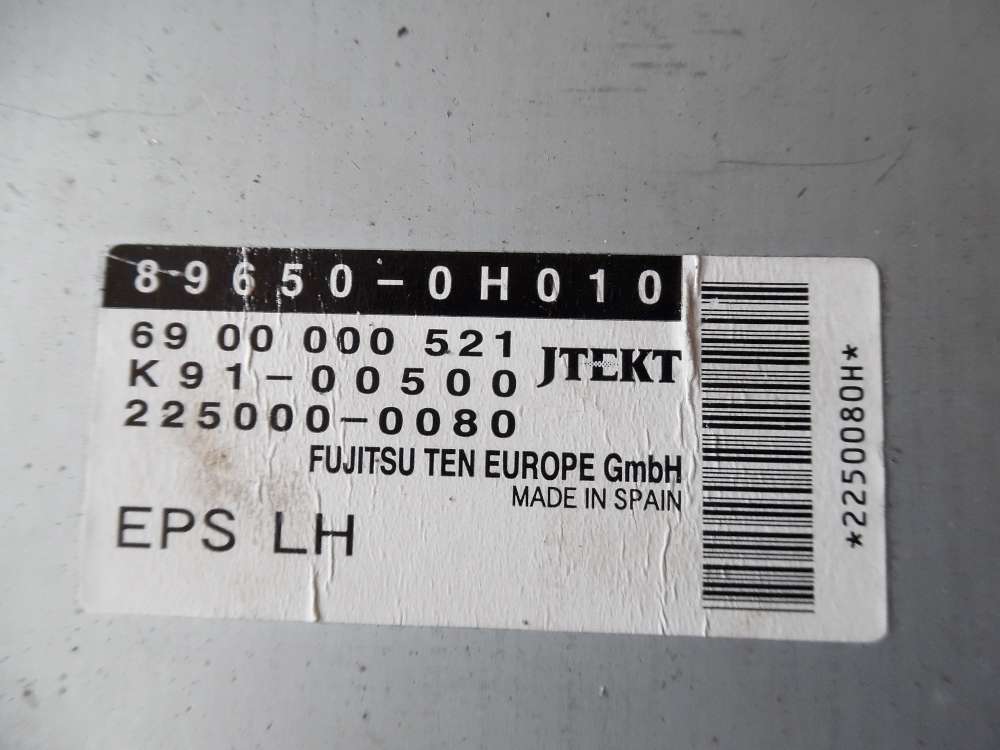 89650-0H010
69 00 000 521
K91-00500
JTEKT
225000-0080
FUJITSU TEN EUROPE GmbH
MADE IN SPAIN
EPS LH
*2250080H*